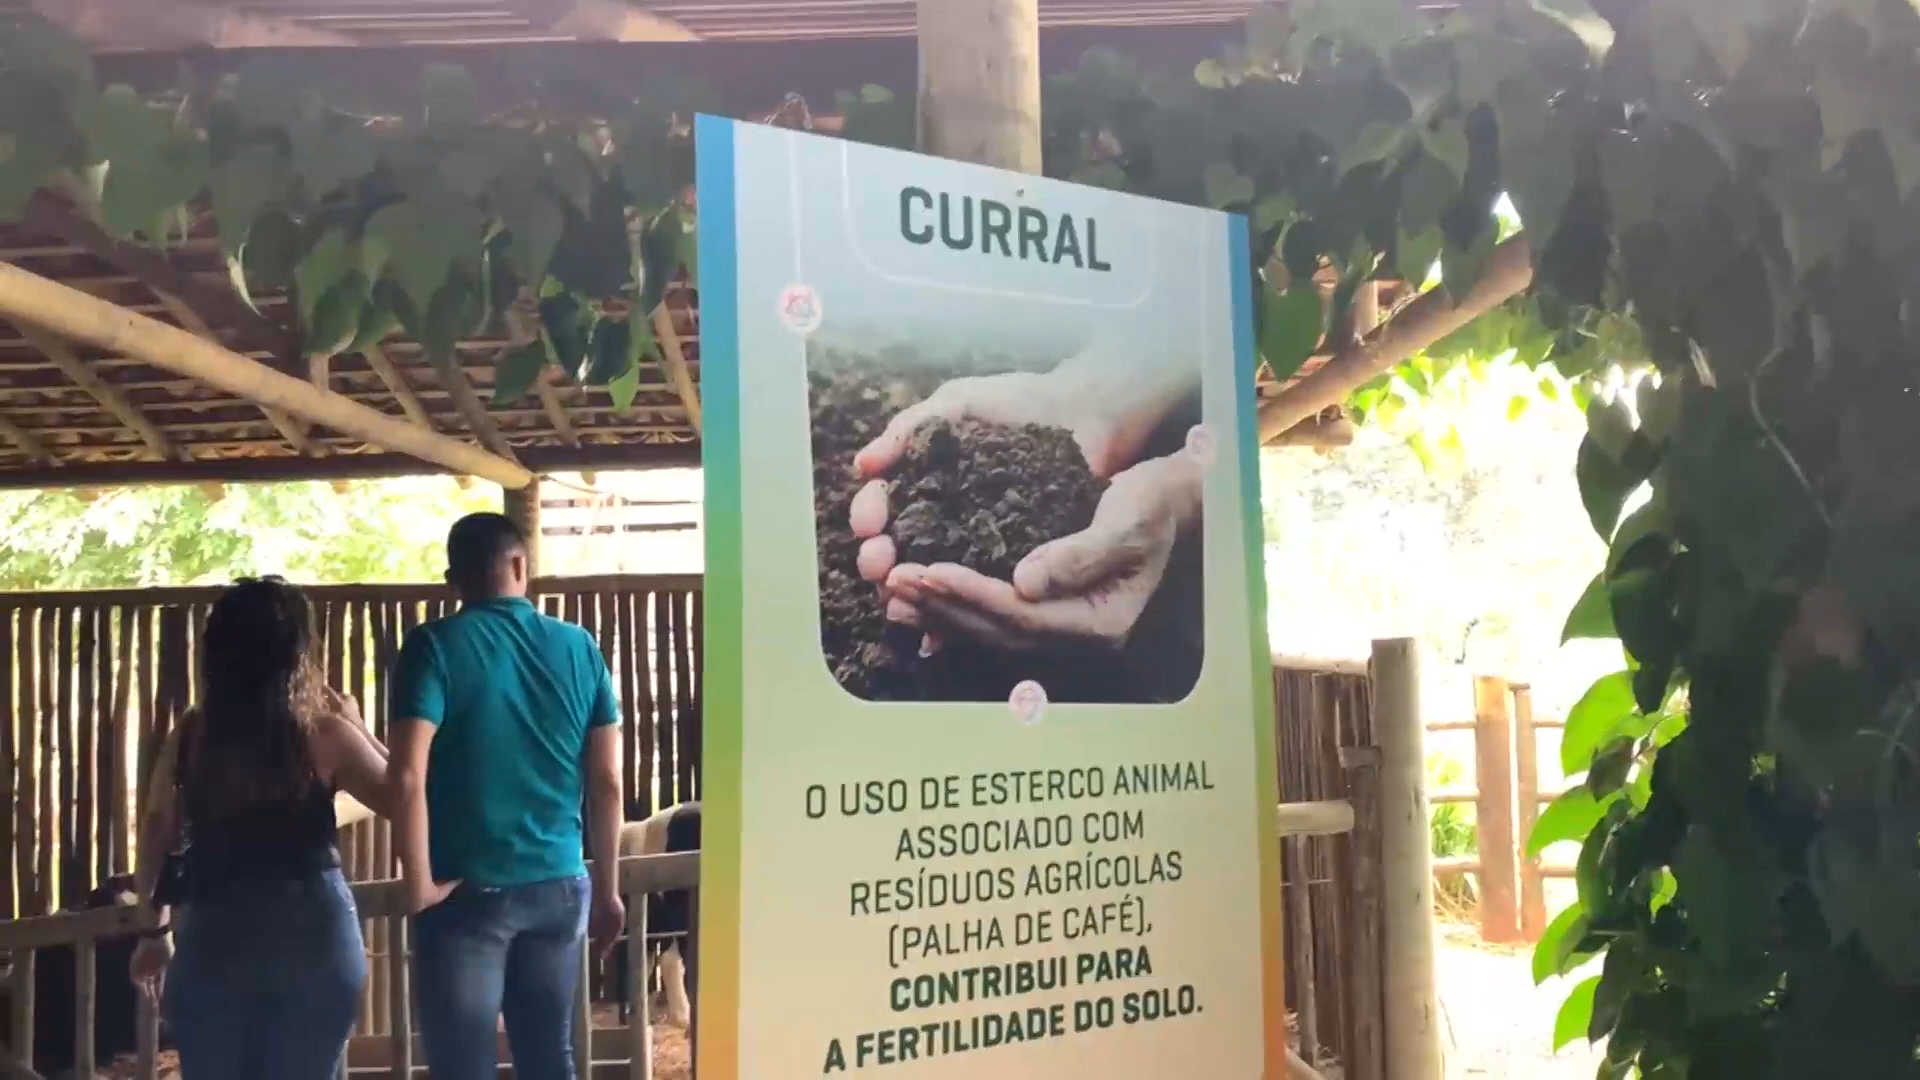 CURRAL
O USO DE ESTERCO ANIMAL
ASSOCIADO COM
RESÍDUOS AGRÍCOLAS
(PALHA DE CAFÉ),
CONTRIBUI PARA
A FERTILIDADE DO SOLO.